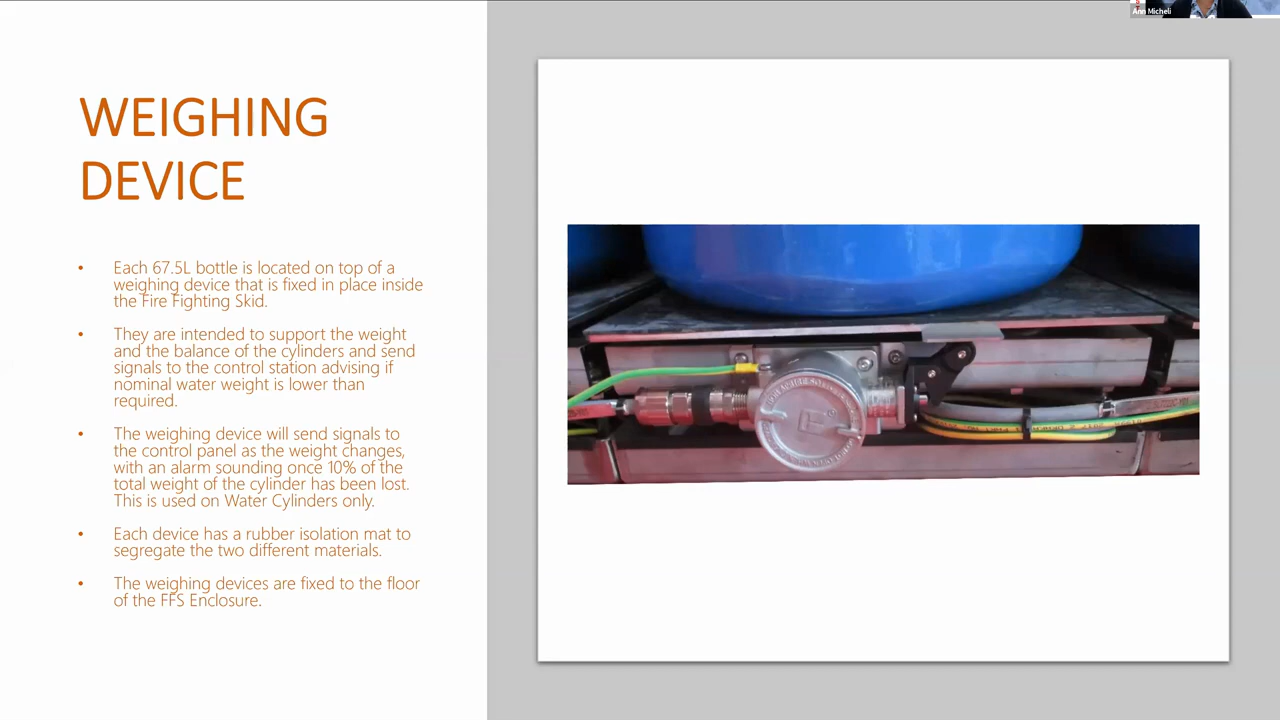 Ann Micheli
WEIGHING
DEVICE
• Each 67.5L bottle is located on top of a
weighing device that is fixed in place inside
the Fire Fighting Skid.
• They are intended to support the weight
and the balance of the cylinders and send
signals to the control station advising if
nominal water weight is lower than
required.
• The weighing device will send signals to
the control panel as the weight changes,
with an alarm sounding once 10% of the
total weight of the cylinder has been lost.
This is used on Water Cylinders only.
• Each device has a rubber isolation mat to
segregate the two different materials.
• The weighing devices are fixed to the floor
of the FFS Enclosure.